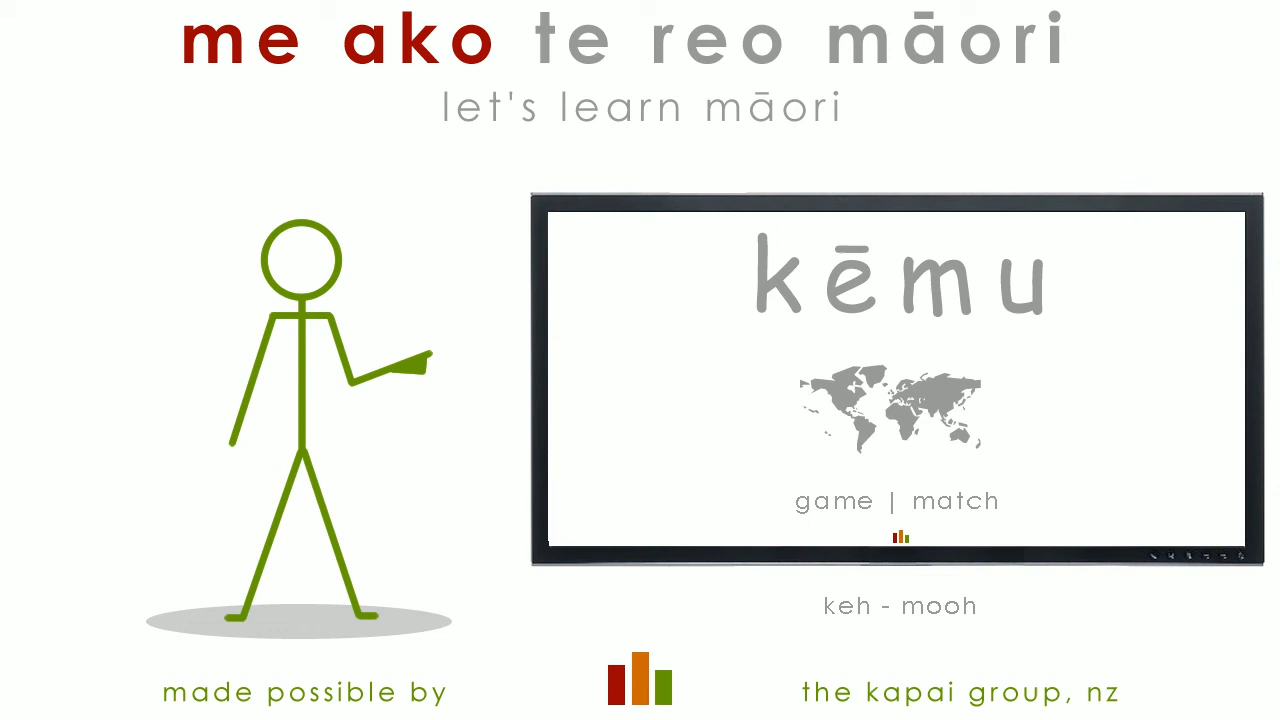 me ako te reo māori
let's learn māori
kēmu
game | match
keh - mooh
made possible by
the kapai group, nz